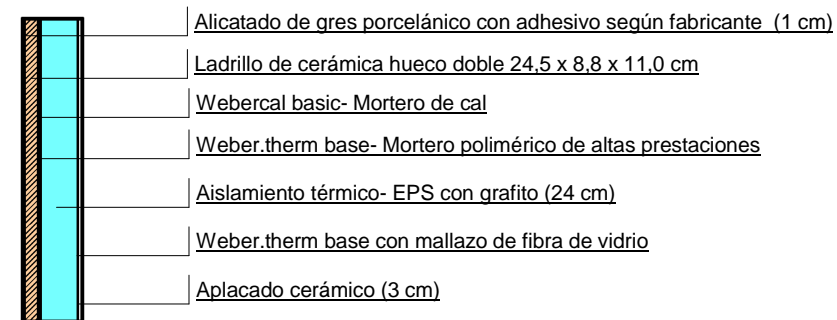 Alicatado de gres porcelánico con adhesivo según fabricante (1 cm)
Ladrillo de cerámica hueco doble 24,5 x 8,8 x 11,0 cm
Webercal basic- Mortero de cal
Weber.therm base- Mortero polimérico de altas prestaciones
Aislamiento térmico- EPS con grafito (24 cm)
Weber.therm base con mallazo de fibra de vidrio
Aplacado cerámico (3 cm)